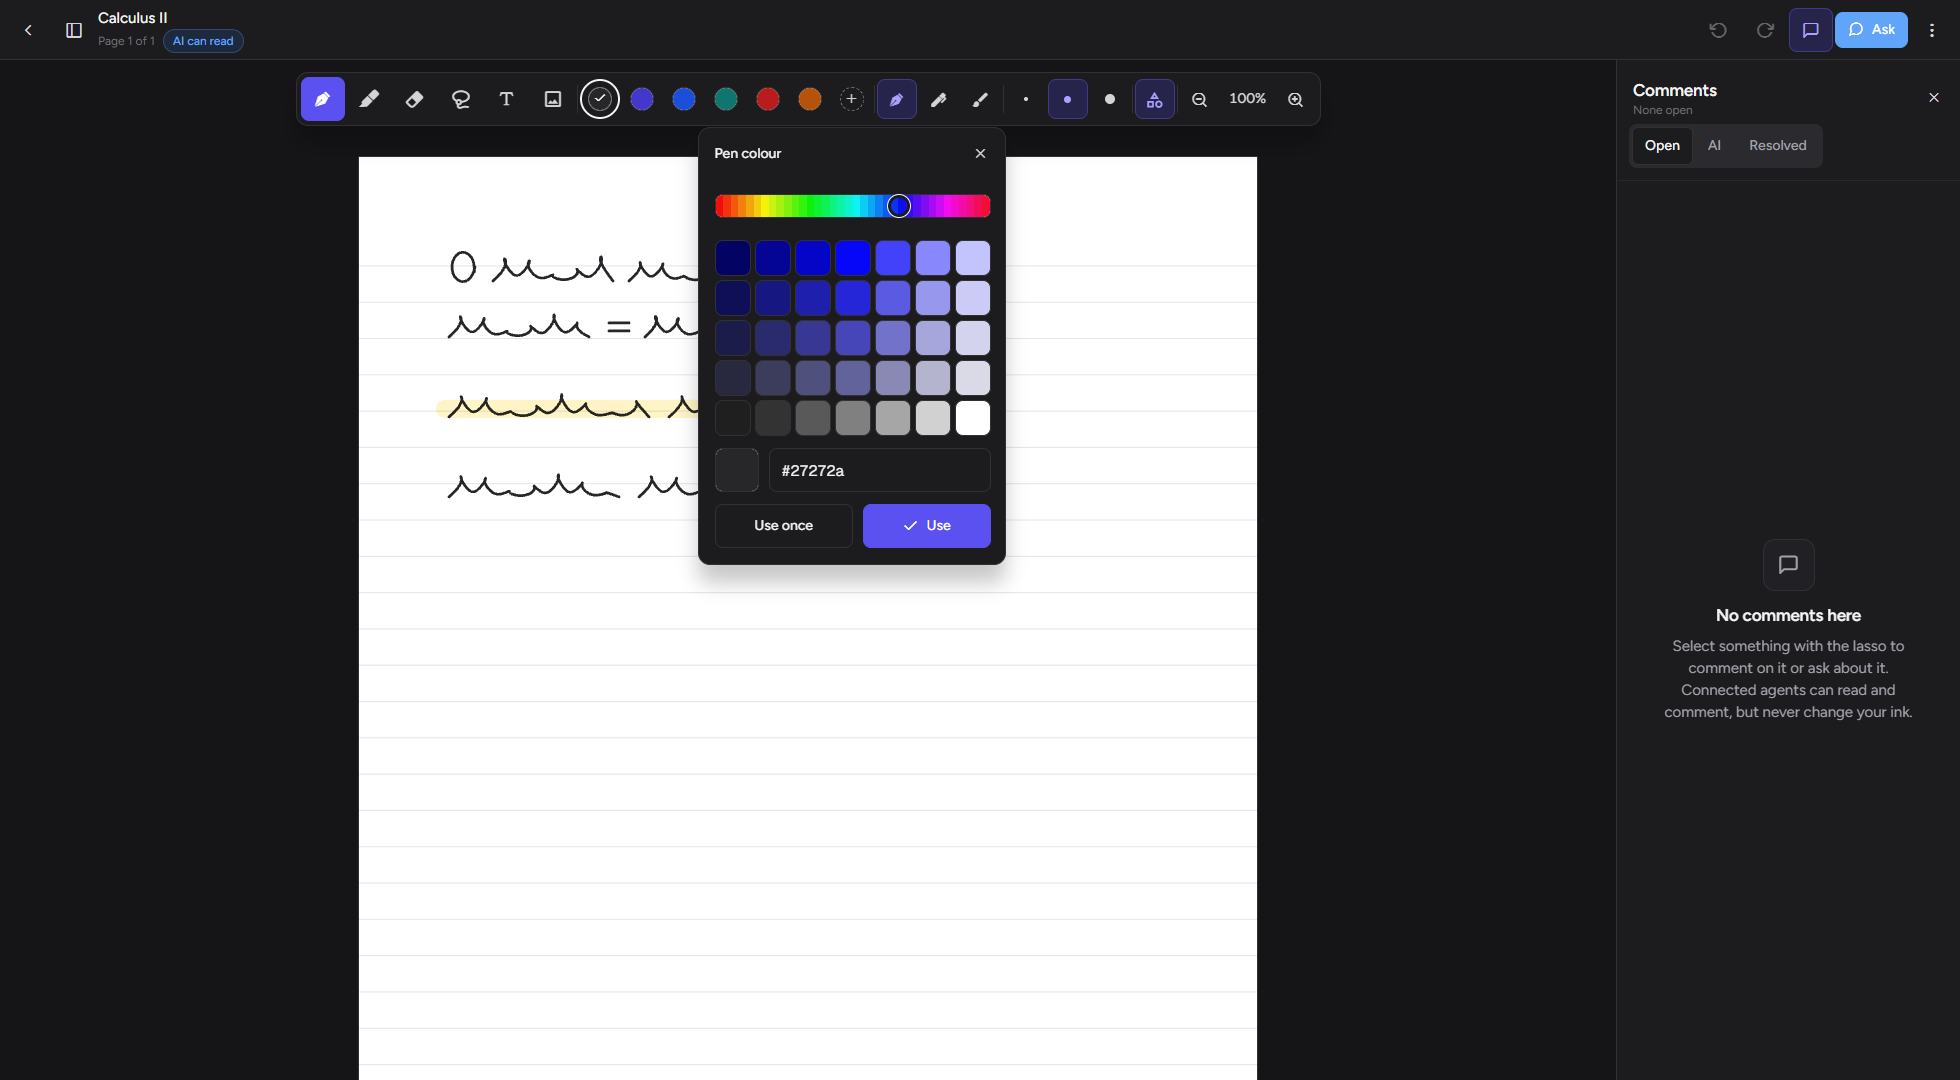 Calculus II
Page 1 of 1 AI can read
Ask
T
100%
Comments
None open
Open AI Resolved
Pen colour
#27272a
Use once Use
No comments here
Select something with the lasso to
comment on it or ask about it.
Connected agents can read and
comment, but never change your ink.